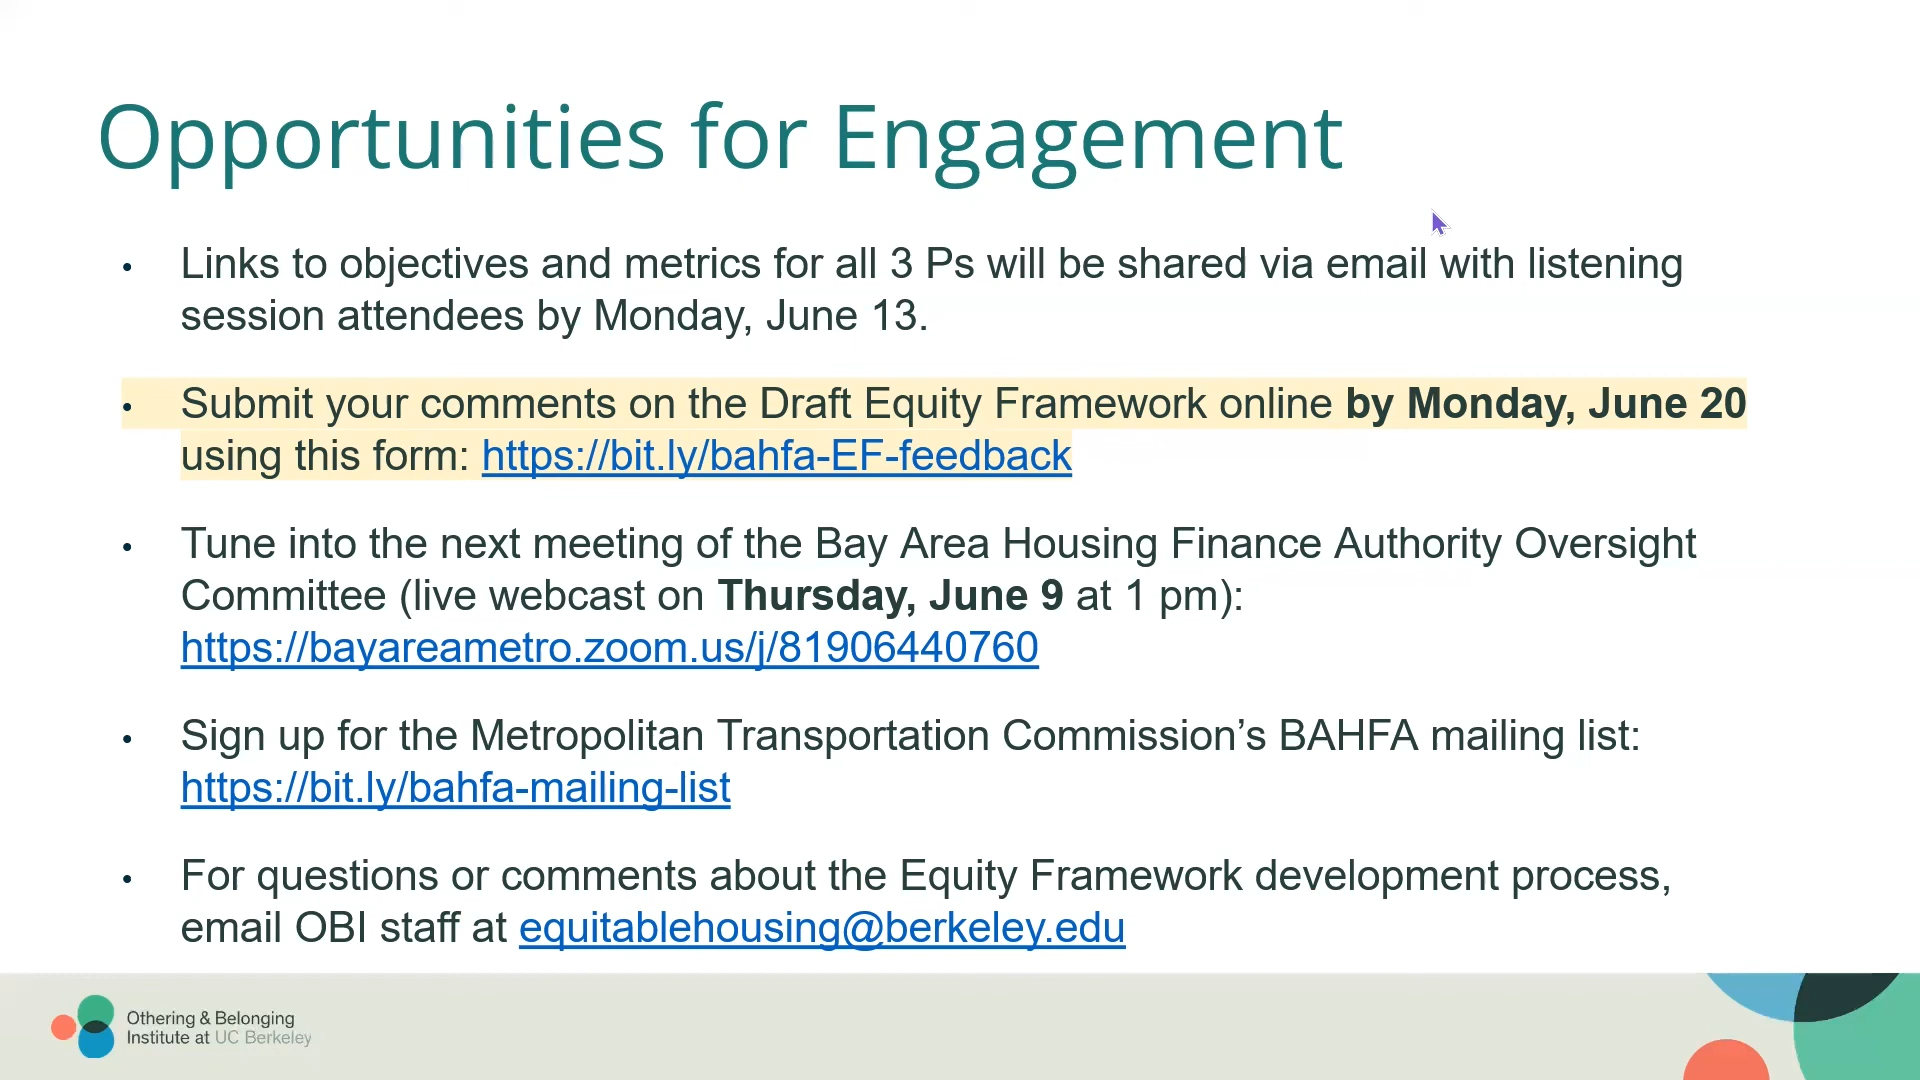 Opportunities for Engagement
• Links to objectives and metrics for all 3 Ps will be shared via email with listening
session attendees by Monday, June 13.
• Submit your comments on the Draft Equity Framework online by Monday, June 20
using this form: https://bit.ly/bahfa-EF-feedback
• Tune into the next meeting of the Bay Area Housing Finance Authority Oversight
Committee (live webcast on Thursday, June 9 at 1 pm):
https://bayareametro.zoom.us/j/81906440760
• Sign up for the Metropolitan Transportation Commission’s BAHFA mailing list:
https://bit.ly/bahfa-mailing-list
• For questions or comments about the Equity Framework development process,
email OBI staff at equitablehousing@berkeley.edu
Othering & Belonging
Institute at UC Berkeley